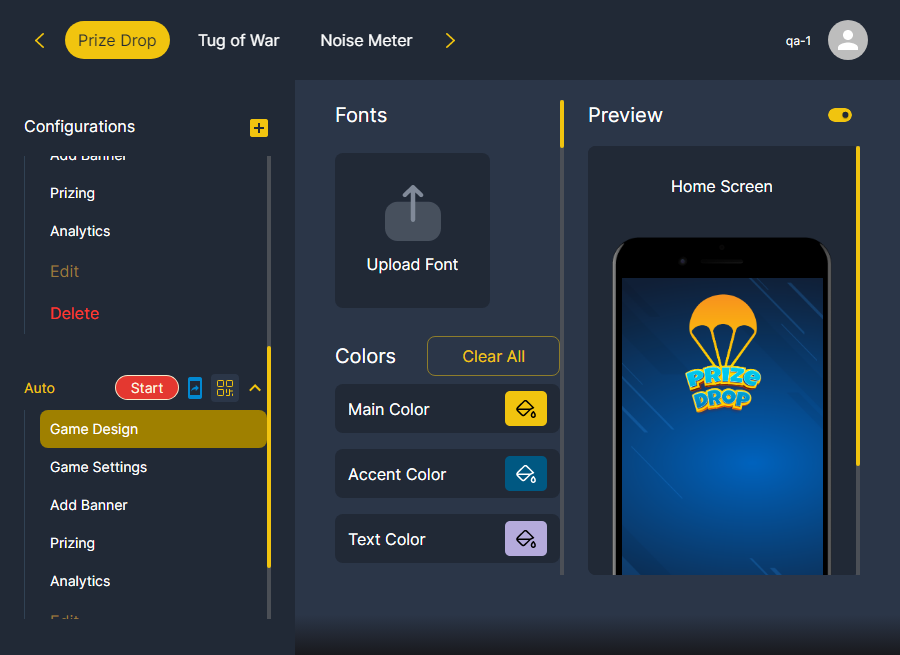 Prize Drop
Tug of War
Noise Meter
qa-1
Configurations
Add Banner
Prizing
Analytics
Edit
Delete
Auto
Start
Game Design
Game Settings
Add Banner
Prizing
Analytics
Edit
Fonts
Upload Font
Colors
Clear All
Main Color
Accent Color
Text Color
Preview
Home Screen
PRIZE
DROP